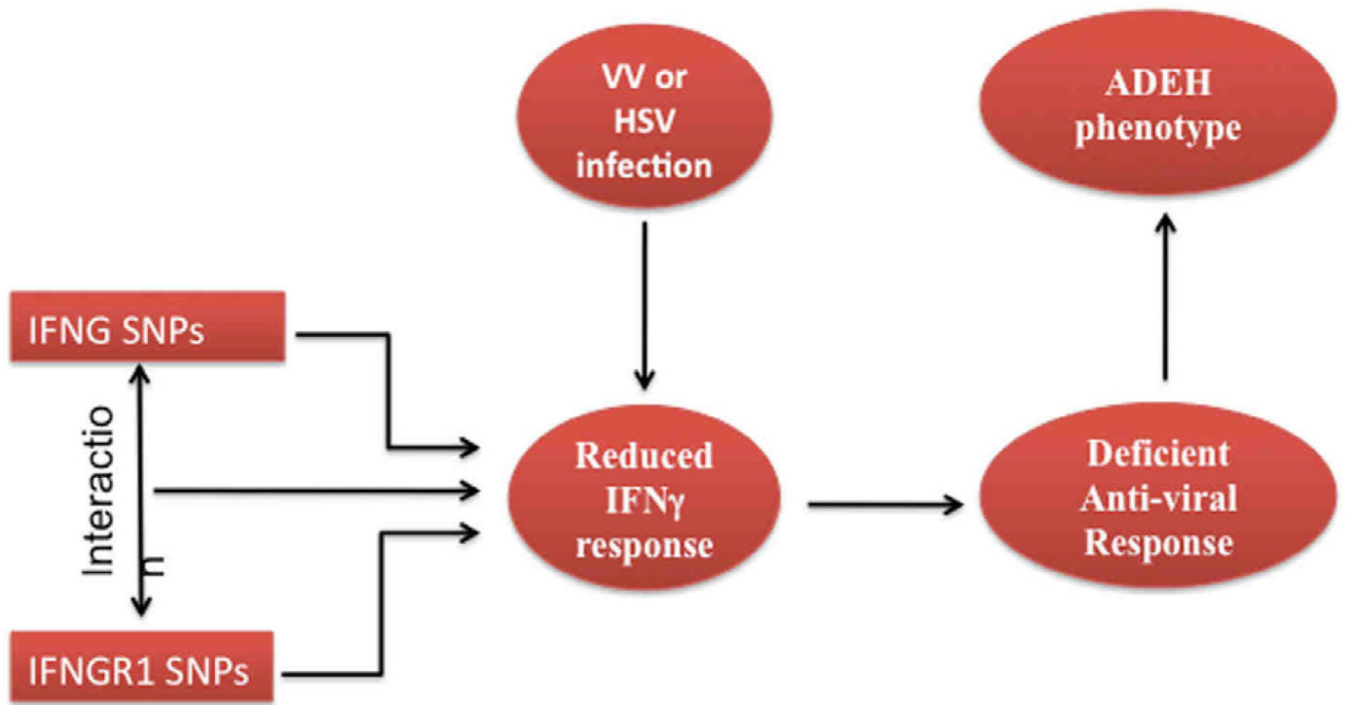 VV or
HSV
infection
ADEH
phenotype
IFNG SNPs
Interactio
n
Reduced
IFNγ
response
Deficient
Anti-viral
Response
IFNGR1 SNPs